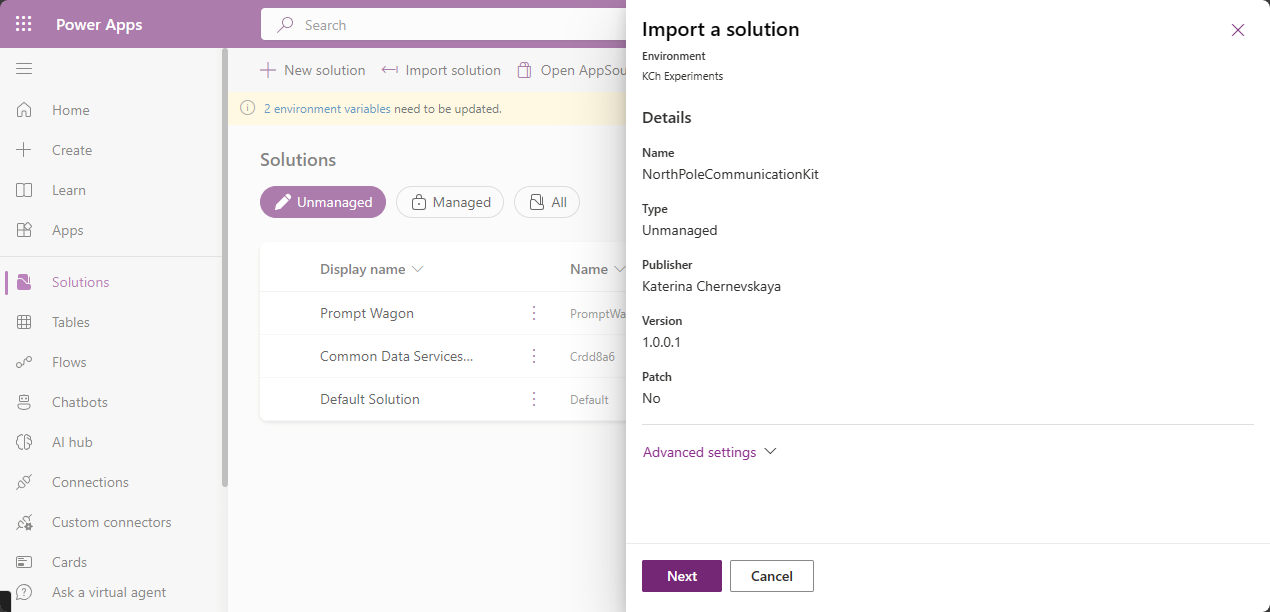 Power Apps
Search
New solution
Import solution
Open AppSou
2 environment variables need to be updated.
Home
Create
Learn
Apps
Solutions
Tables
Flows
Chatbots
AI hub
Connections
Custom connectors
Cards
Ask a virtual agent
Solutions
Unmanaged
Managed
All
Display name
Name
Prompt Wagon
PromptWa
Common Data Services...
Crdd8a6
Default Solution
Default
Import a solution
Environment
KCh Experiments
Details
Name
NorthPoleCommunicationKit
Type
Unmanaged
Publisher
Katerina Chernevskaya
Version
1.0.0.1
Patch
No
Advanced settings
Next
Cancel